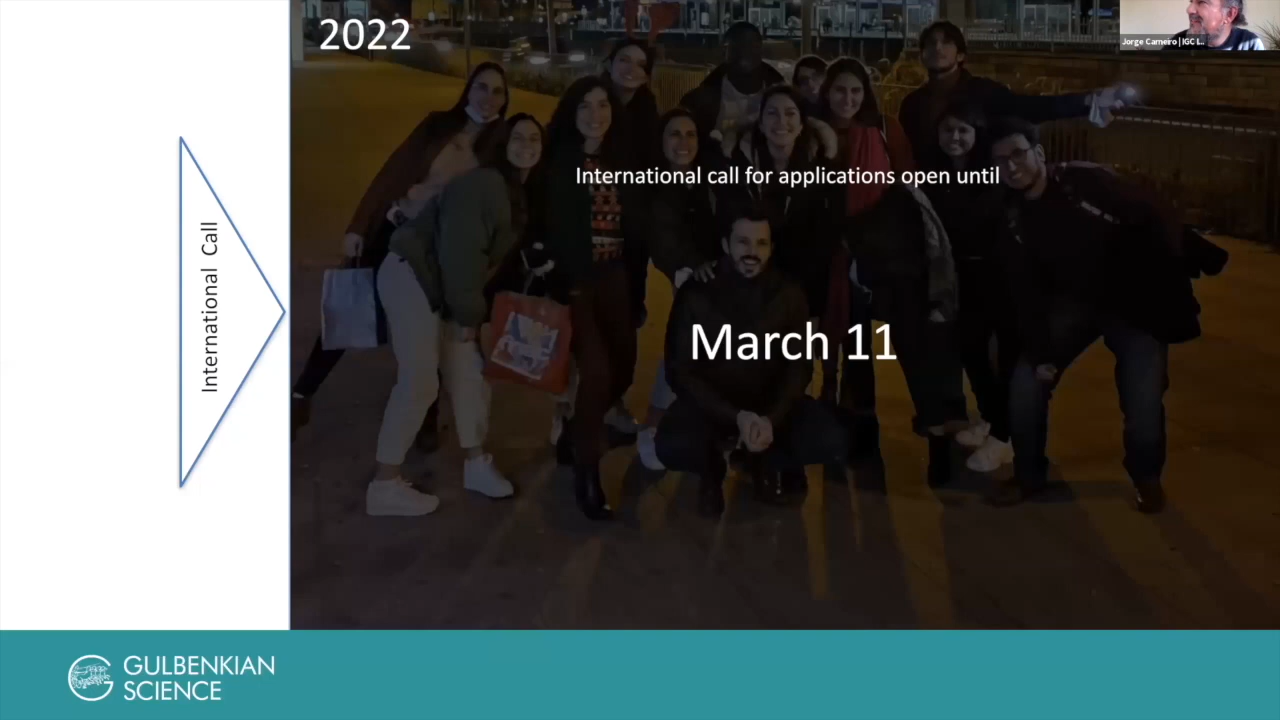 2022
Jorge Carneiro | IGC I...
International call for applications open until
International Call
March 11
GULBENKIAN
SCIENCE